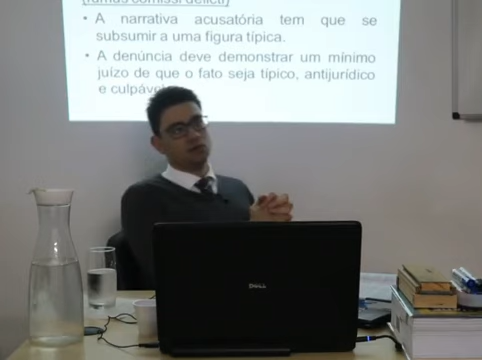 (fumus comissi delicti)
• A narrativa acusatória tem que se
subsumir a uma figura típica.
• A denúncia deve demonstrar um mínimo
juízo de que o fato seja típico, antijurídico
e culpável
DELL